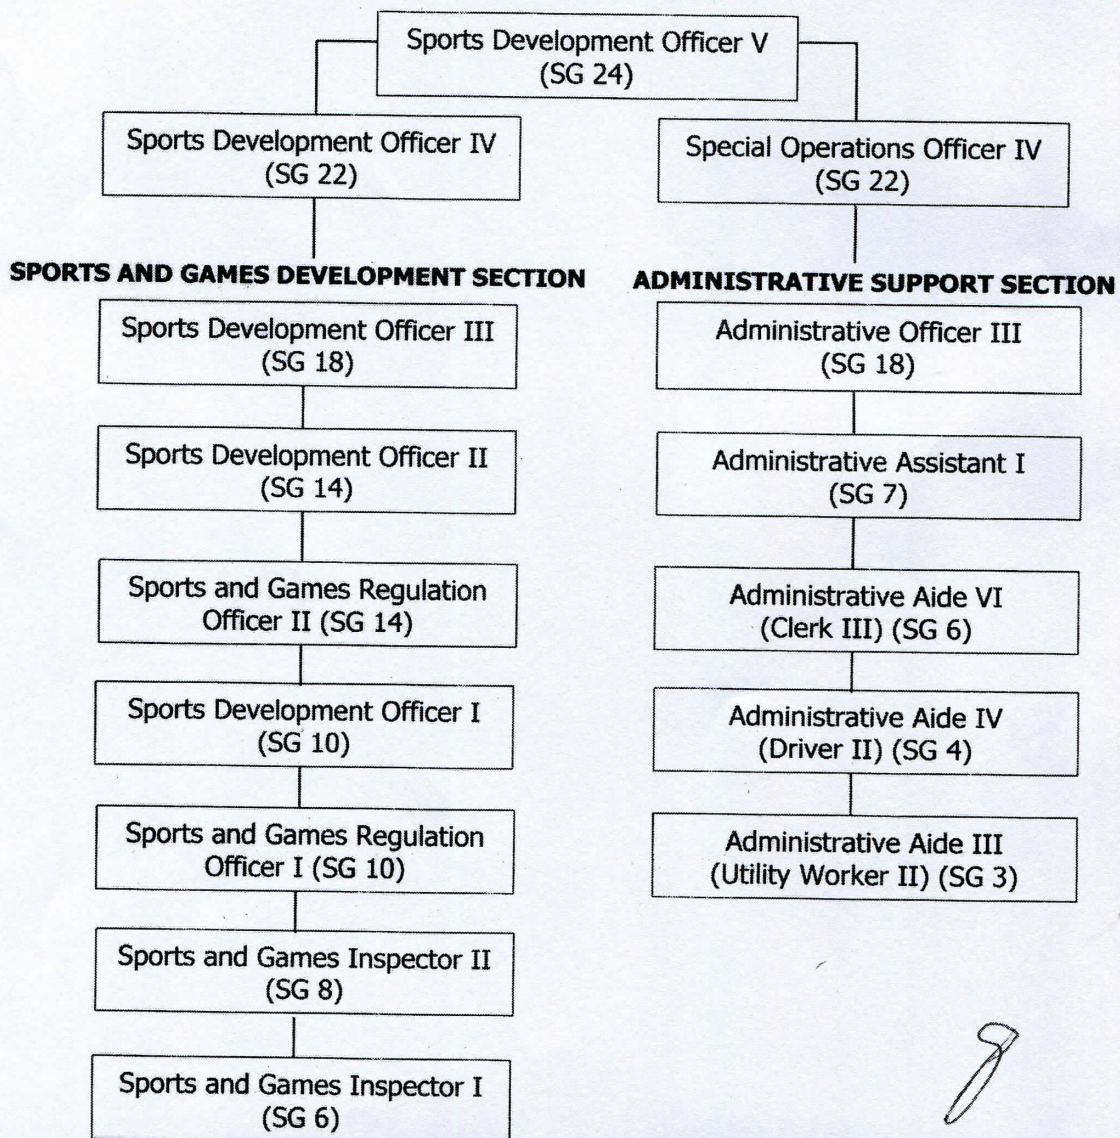 Sports Development Officer V
(SG 24)
Sports Development Officer IV
(SG 22)
Special Operations Officer IV
(SG 22)
SPORTS AND GAMES DEVELOPMENT SECTION
Sports Development Officer III
(SG 18)
Sports Development Officer II
(SG 14)
Sports and Games Regulation
Officer II (SG 14)
Sports Development Officer I
(SG 10)
Sports and Games Regulation
Officer I (SG 10)
Sports and Games Inspector II
(SG 8)
Sports and Games Inspector I
(SG 6)
ADMINISTRATIVE SUPPORT SECTION
Administrative Officer III
(SG 18)
Administrative Assistant I
(SG 7)
Administrative Aide VI
(Clerk III) (SG 6)
Administrative Aide IV
(Driver II) (SG 4)
Administrative Aide III
(Utility Worker II) (SG 3)